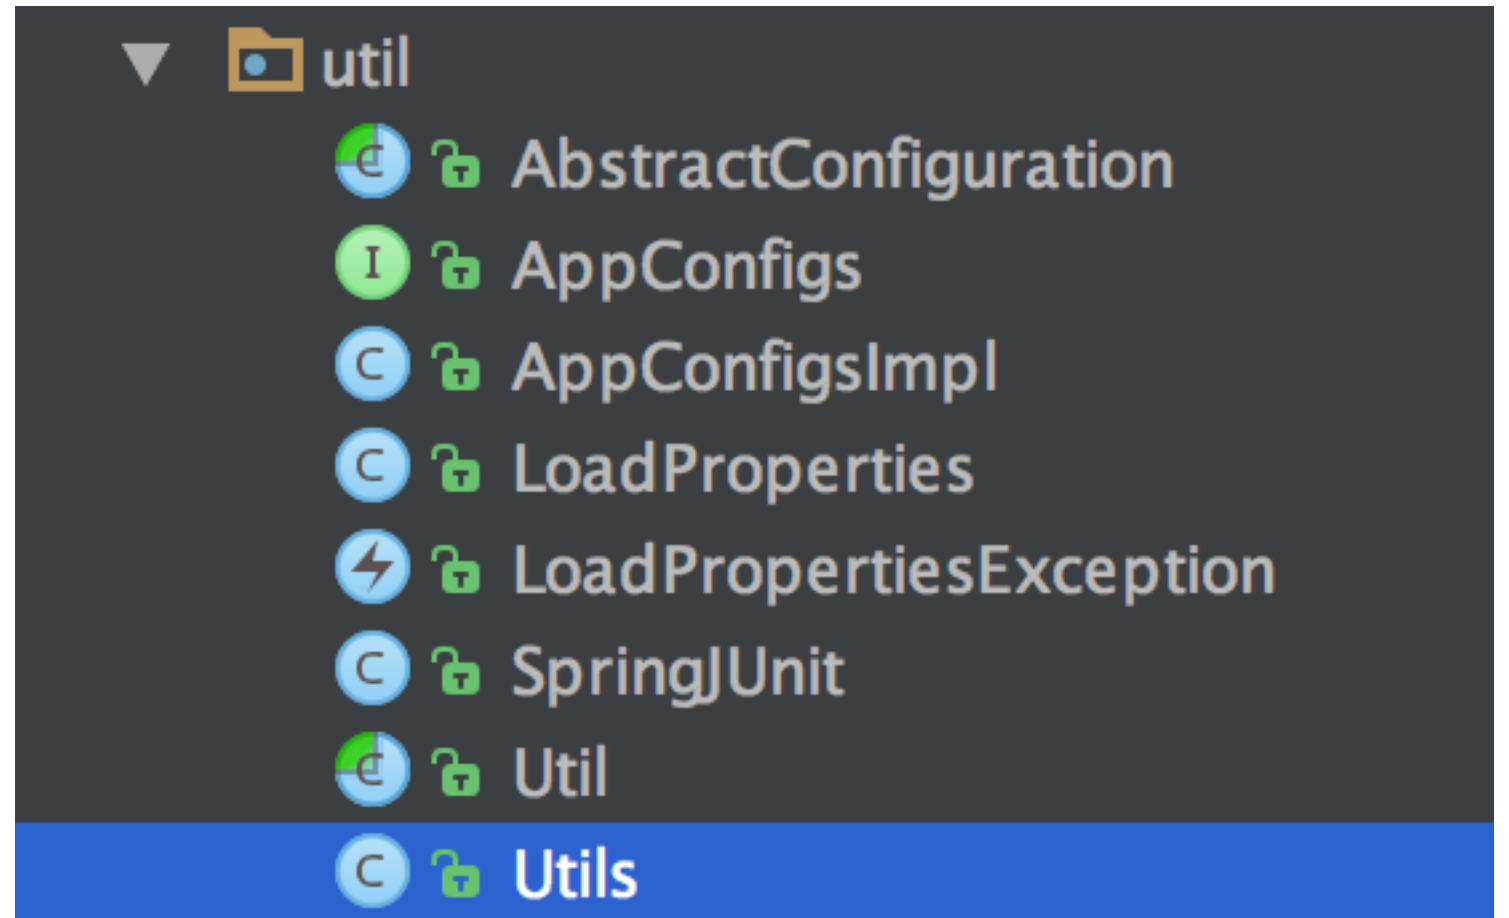 util
AbstractConfiguration
AppConfigs
AppConfigsImpl
LoadProperties
LoadPropertiesException
SpringJUnit
Util
Utils